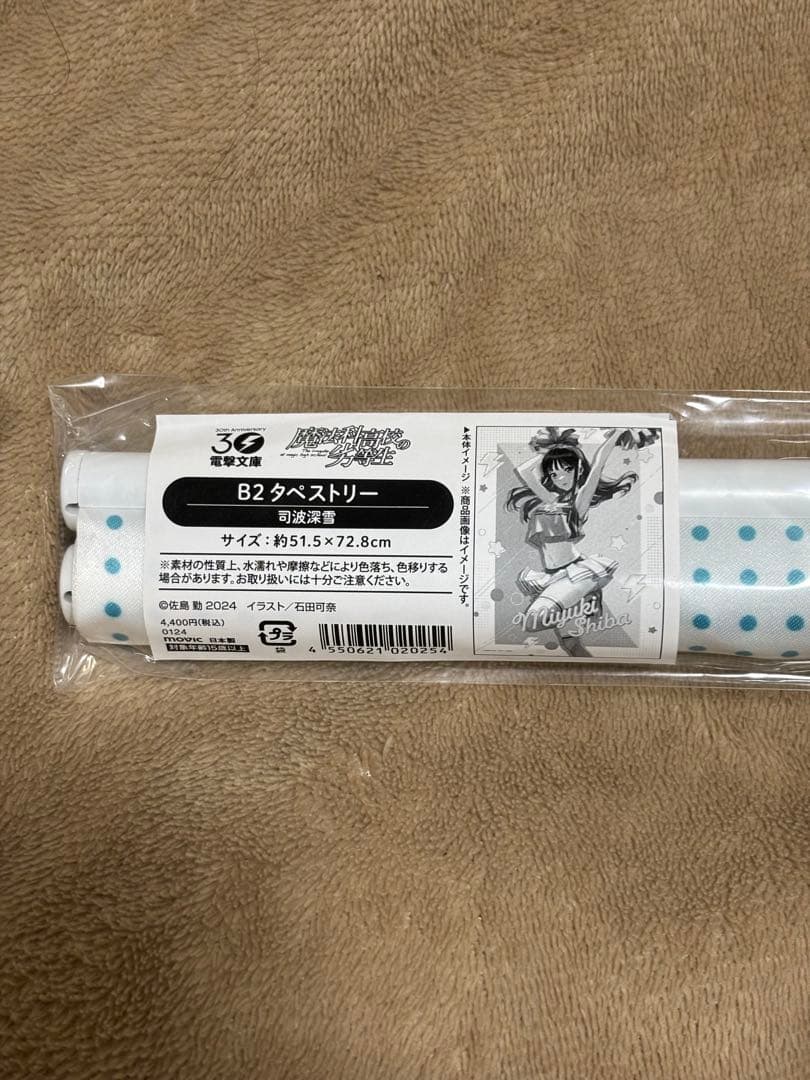 30th Anniversary
30
電撃文庫
魔法科高校の
劣等生
The irregular
at magic high school
B2 タペストリー
司波深雪
サイズ：約51.5×72.8cm
※素材の性質上、水濡れや摩擦などにより色落ち、色移りする
場合があります。お取り扱いには十分ご注意ください。
©佐島 勤 2024 イラスト/石田可奈
4,400円(税込)
0124
movic 日本製
対象年齢15歳以上
プラ
袋
4 550621 020254
▶本体イメージ ※商品画像はイメージです。
Miyuki
Shiba